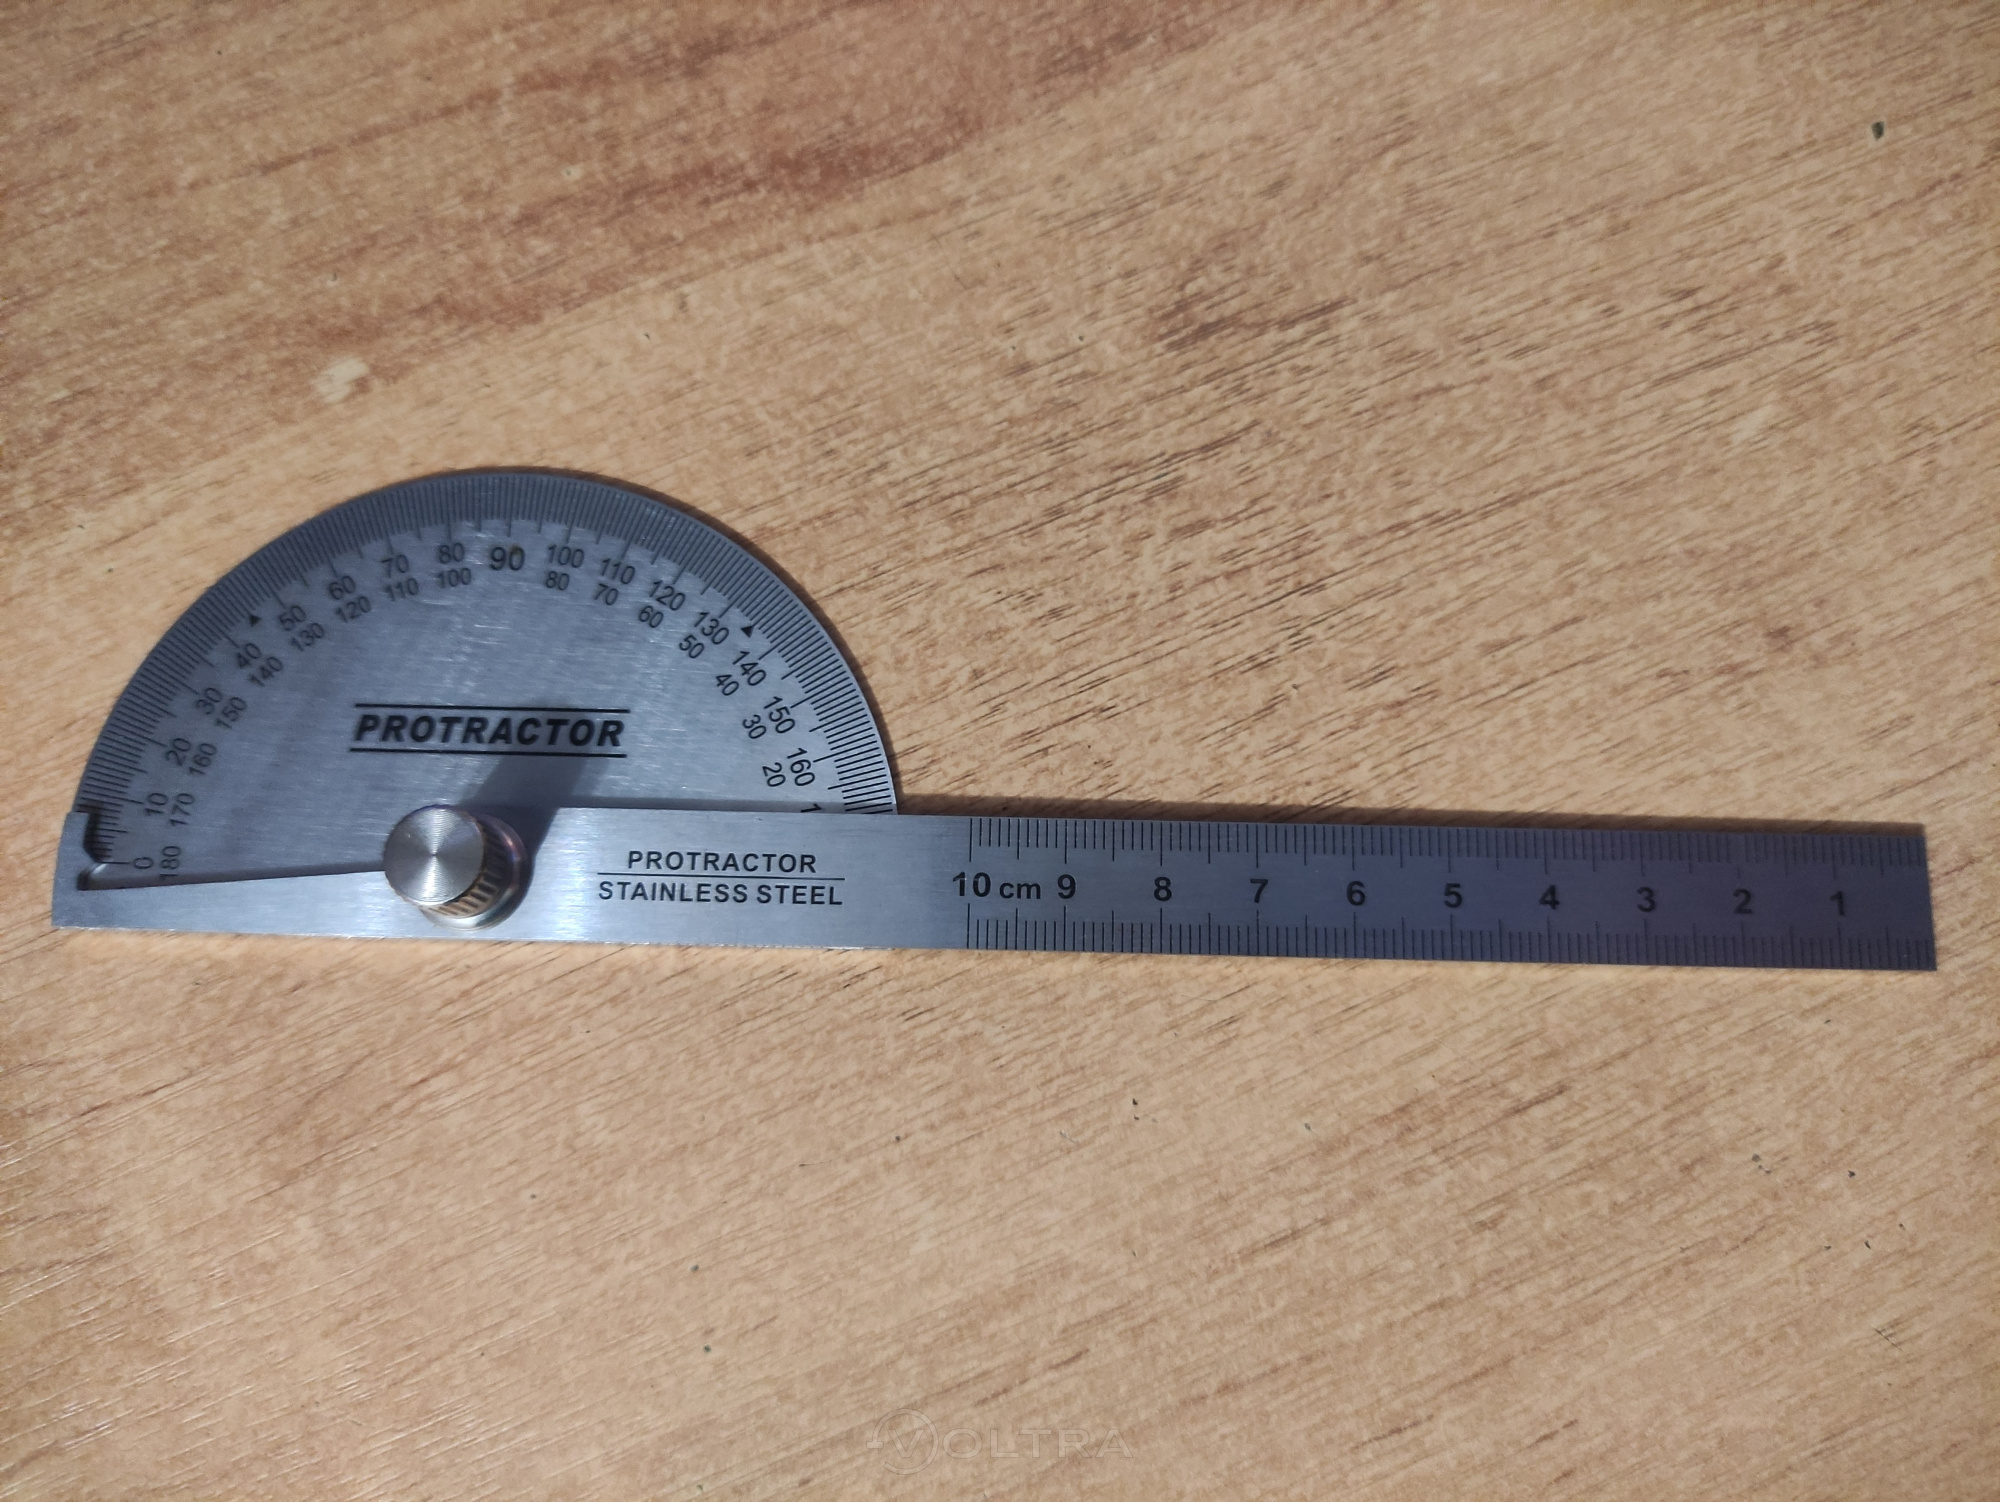 80 90 100
70 100 80 110
60 110 70 120
50 120 60 130
40 130 50 140
30 140 40 150
20 150 30 160
10 160 20
0 170
180
PROTRACTOR
PROTRACTOR
STAINLESS STEEL
10 cm 9 8 7 6 5 4 3 2 1
VOLTRA